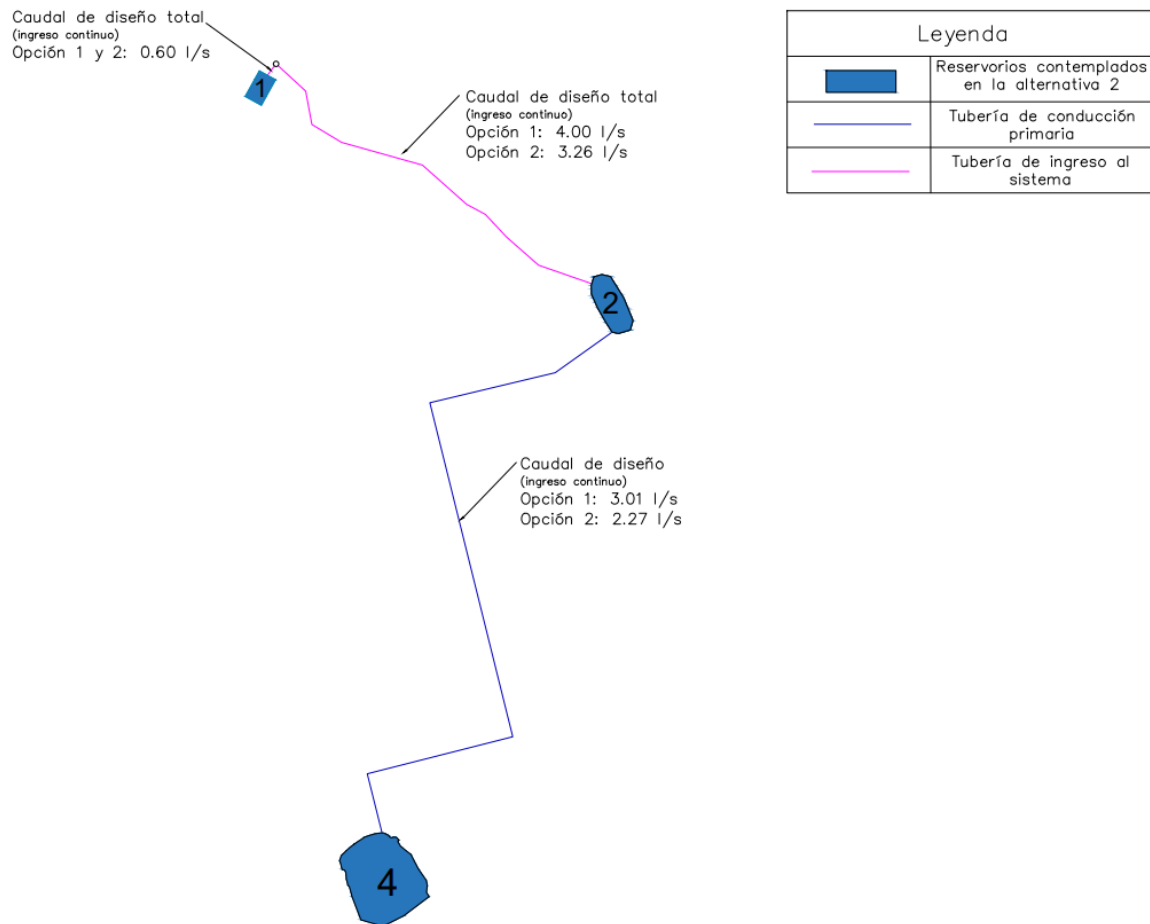 Caudal de diseño total
(ingreso continuo)
Opción 1 y 2: 0.60 l/s
1
Caudal de diseño total
(ingreso continuo)
Opción 1: 4.00 l/s
Opción 2: 3.26 l/s
2
Caudal de diseño
(ingreso continuo)
Opción 1: 3.01 l/s
Opción 2: 2.27 l/s
4
Leyenda
Reservorios contemplados
en la alternativa 2
Tubería de conducción
primaria
Tubería de ingreso al
sistema